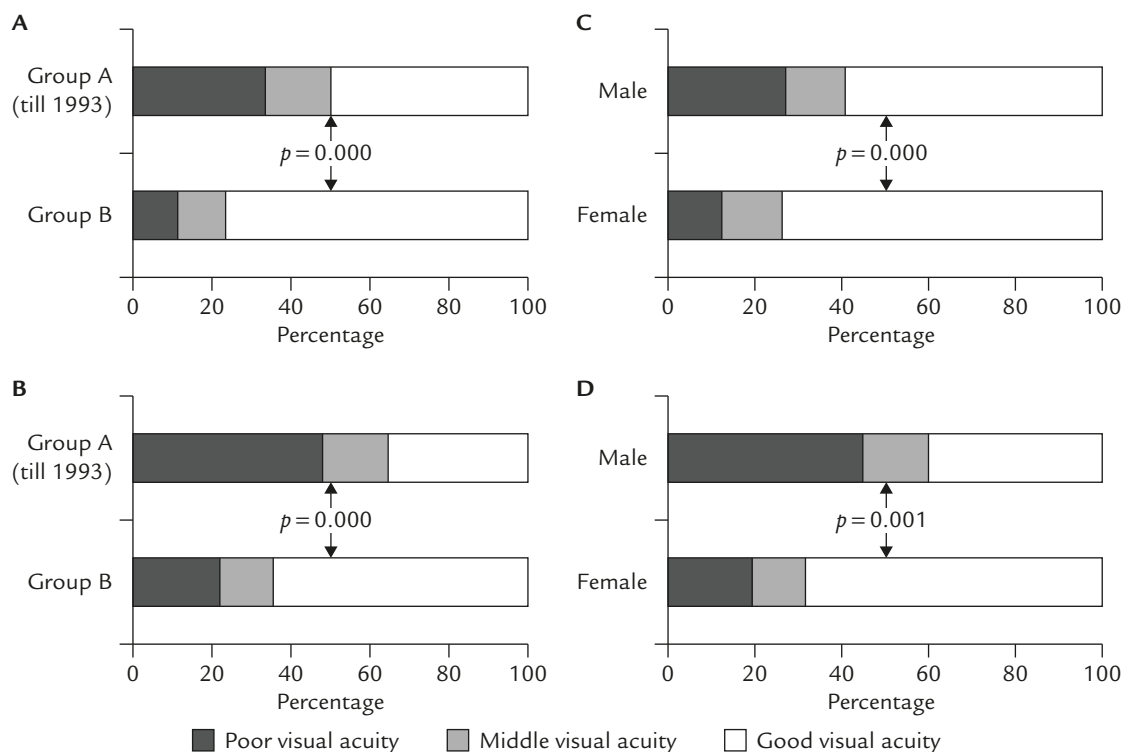 A
Group A
(till 1993)
p = 0.000
Group B
0 20 40 60 80 100
Percentage
C
Male
p = 0.000
Female
0 20 40 60 80 100
Percentage
B
Group A
(till 1993)
p = 0.000
Group B
0 20 40 60 80 100
Percentage
D
Male
p = 0.001
Female
0 20 40 60 80 100
Percentage
Poor visual acuity Middle visual acuity Good visual acuity